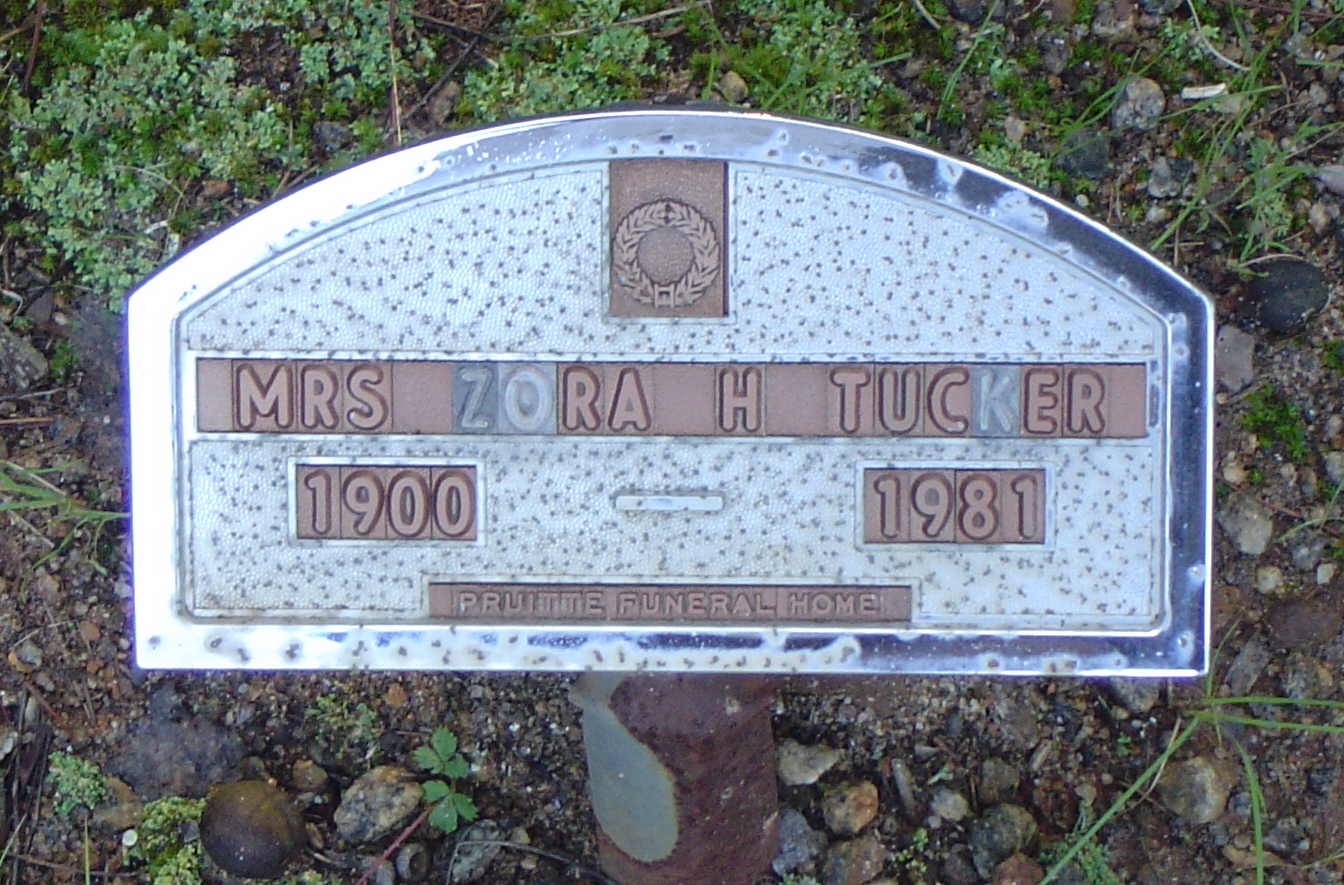 MRS ZORA H TUCKER
1900 - 1981
PRUITTE FUNERAL HOME